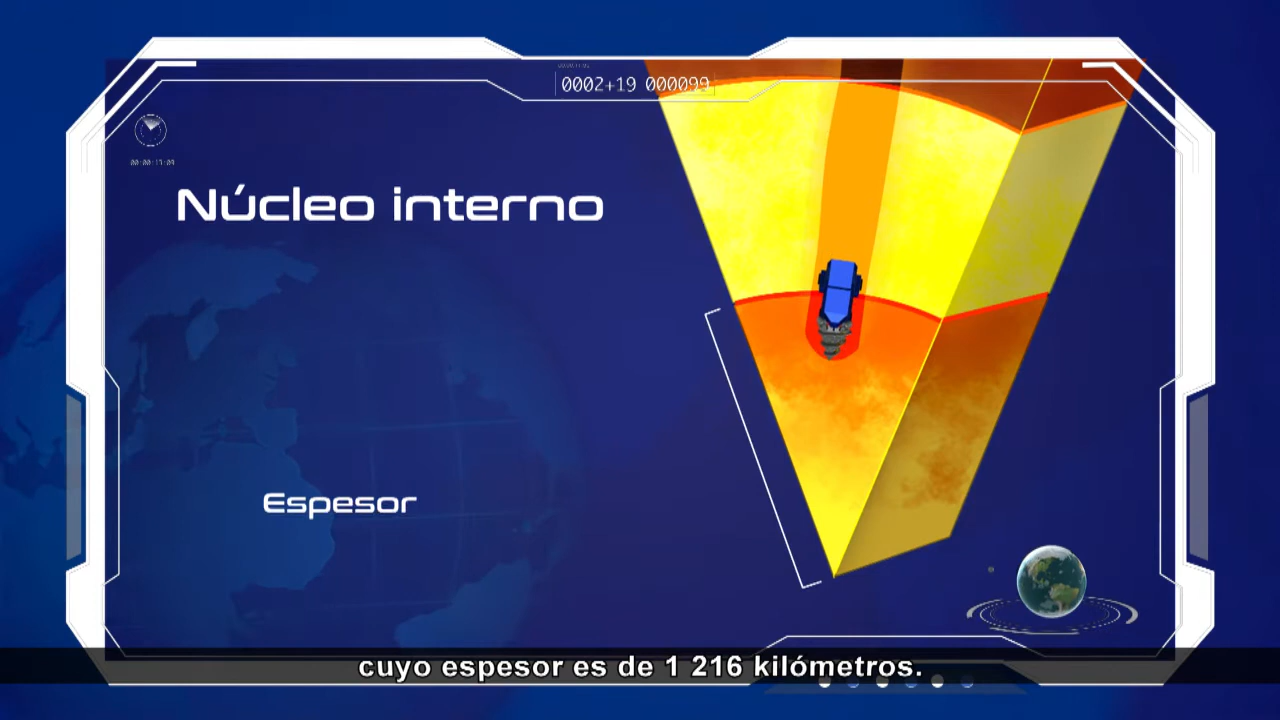 0002+19 000099
Núcleo interno
Espesor
cuyo espesor es de 1 216 kilómetros.